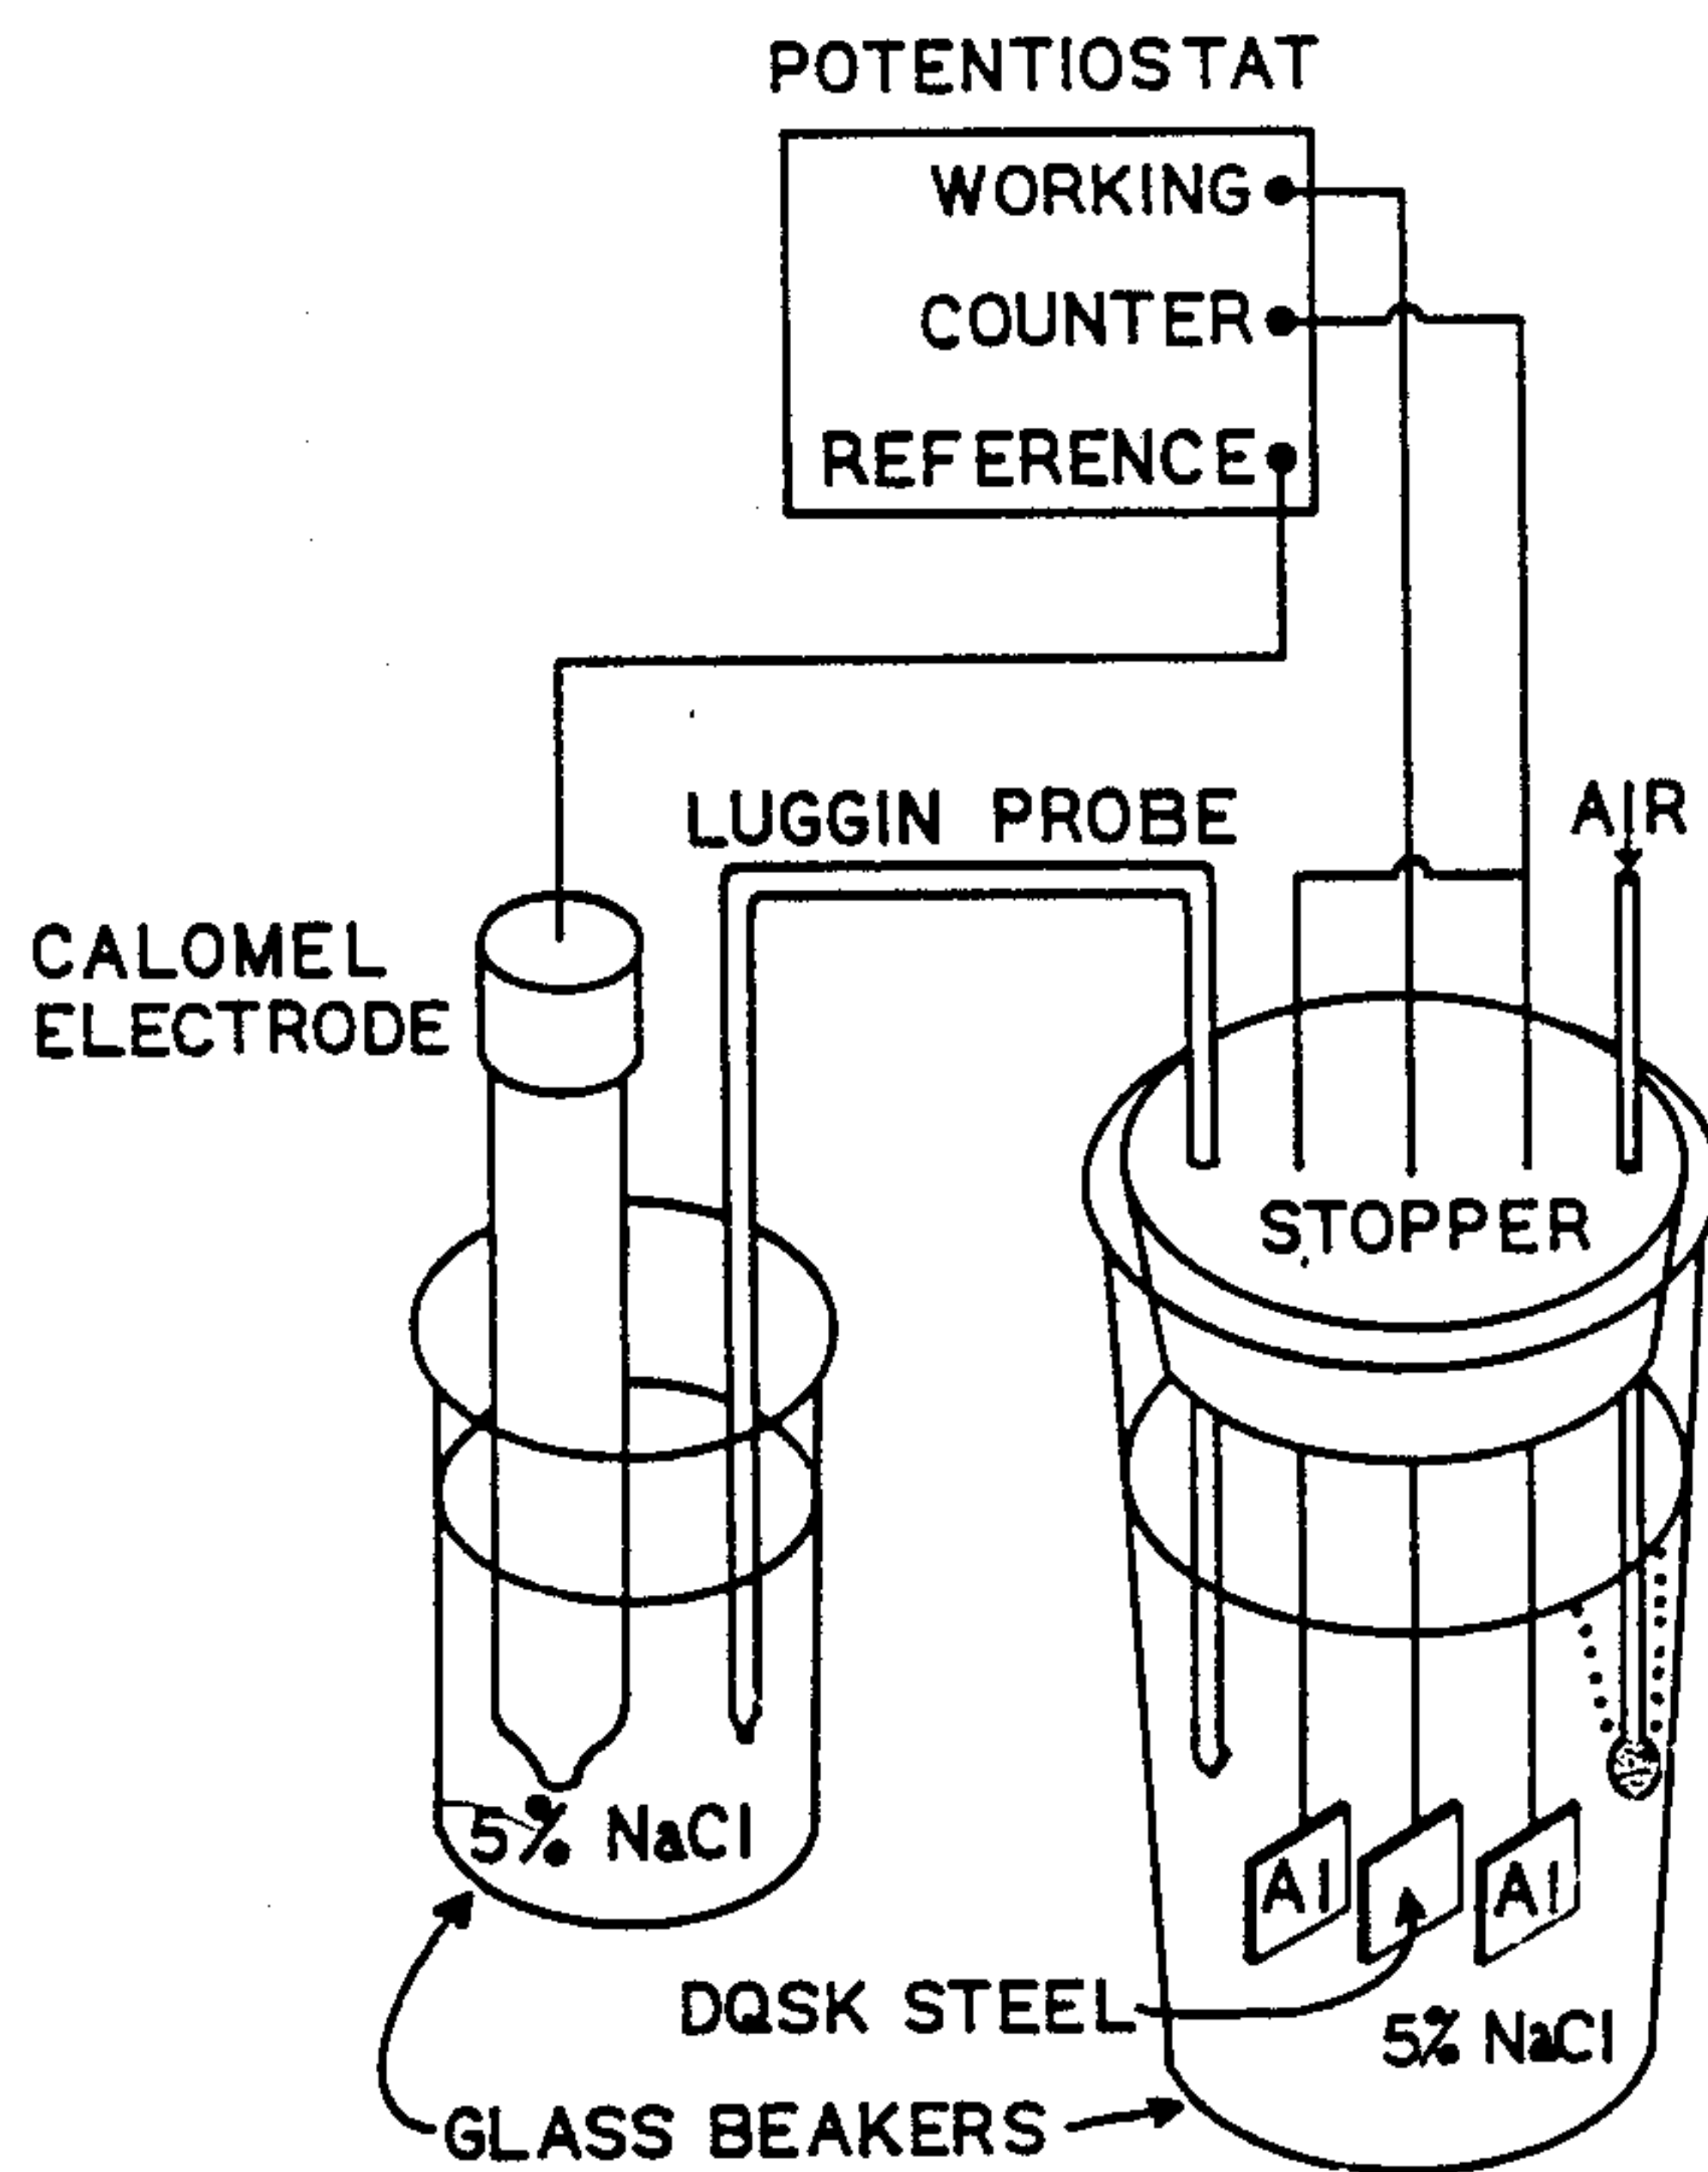 POTENTIOSTAT
WORKING
COUNTER
REFERENCE
LUGGIN PROBE
AIR
CALOMEL
ELECTRODE
STOPPER
5% NaCl
Al
Al
DQSK STEEL
5% NaCl
GLASS BEAKERS